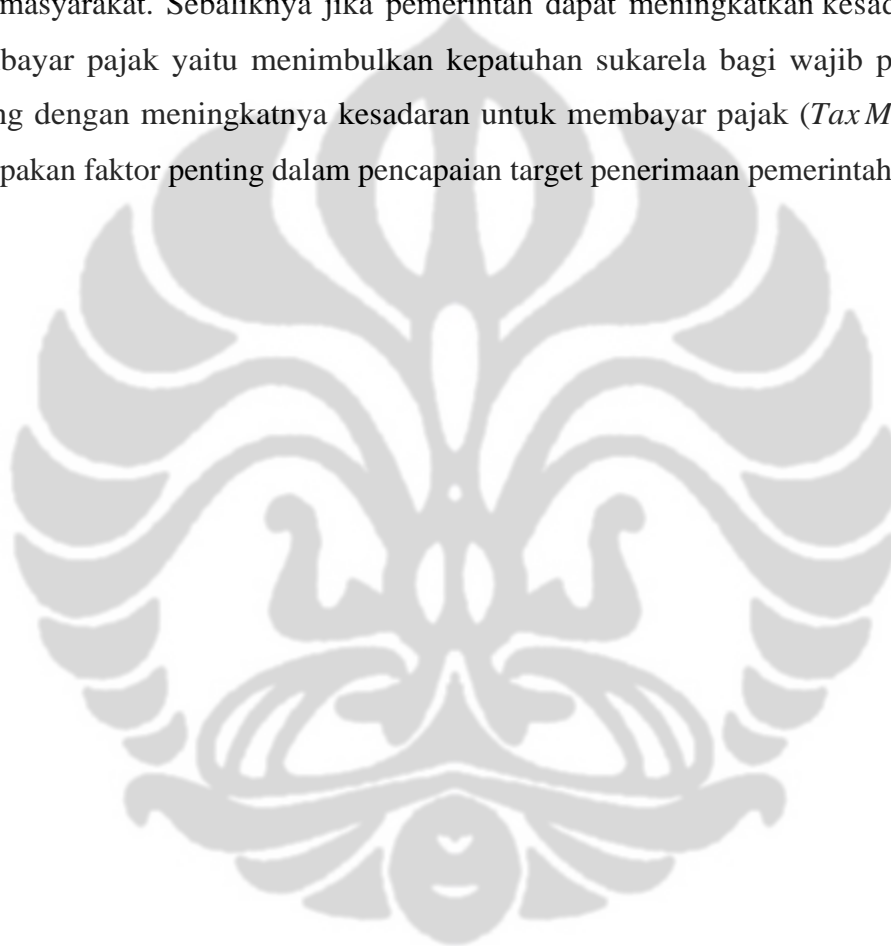 masyarakat. Sebaliknya jika pemerintah dapat meningkatkan kesad
bayar pajak yaitu menimbulkan kepatuhan sukarela bagi wajib p
ng dengan meningkatnya kesadaran untuk membayar pajak (Tax M
pakan faktor penting dalam pencapaian target penerimaan pemerintah